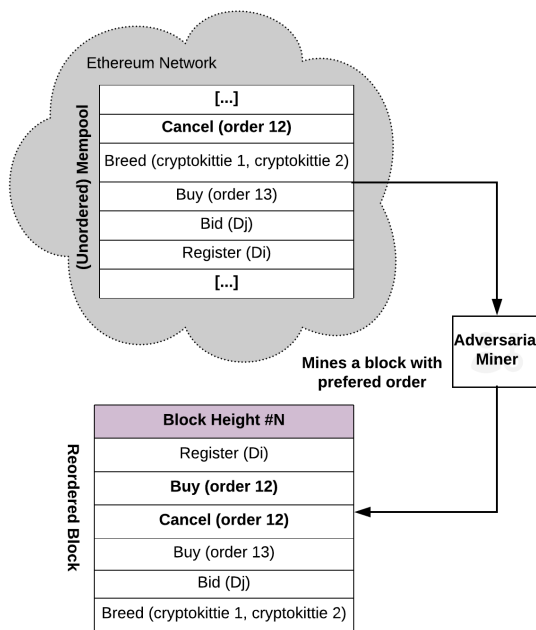 Ethereum Network
(Unordered) Mempool
[...]
Cancel (order 12)
Breed (cryptokittie 1, cryptokittie 2)
Buy (order 13)
Bid (Dj)
Register (Di)
[...]
Adversaria
Miner
Mines a block with
prefered order
Reordered Block
Block Height #N
Register (Di)
Buy (order 12)
Cancel (order 12)
Buy (order 13)
Bid (Dj)
Breed (cryptokittie 1, cryptokittie 2)